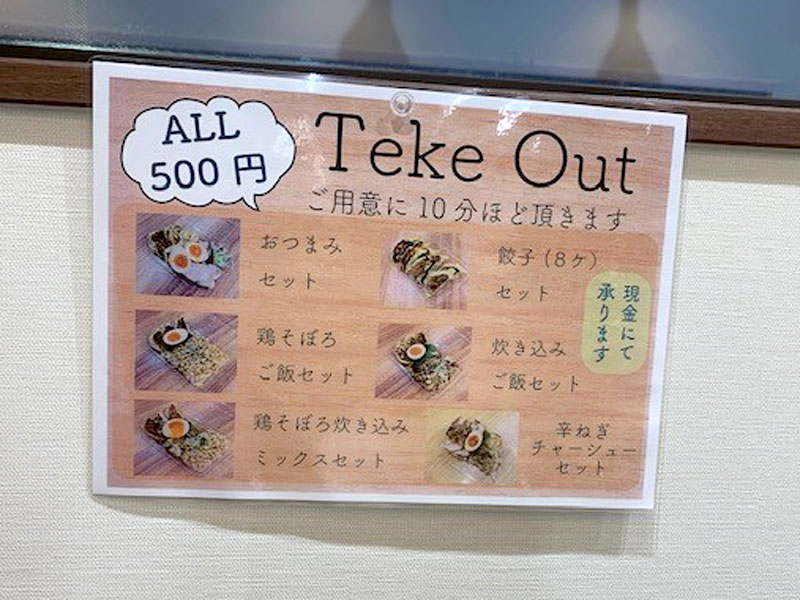 ALL
500 円
Teke Out
ご用意に 10 分ほど頂きます
おつまみ
セット
餃子 (8ヶ)
セット
現金にて
承ります
鶏そぼろ
ご飯セット
炊き込み
ご飯セット
鶏そぼろ炊き込み
ミックスセット
辛ねぎ
チャーシュー
セット